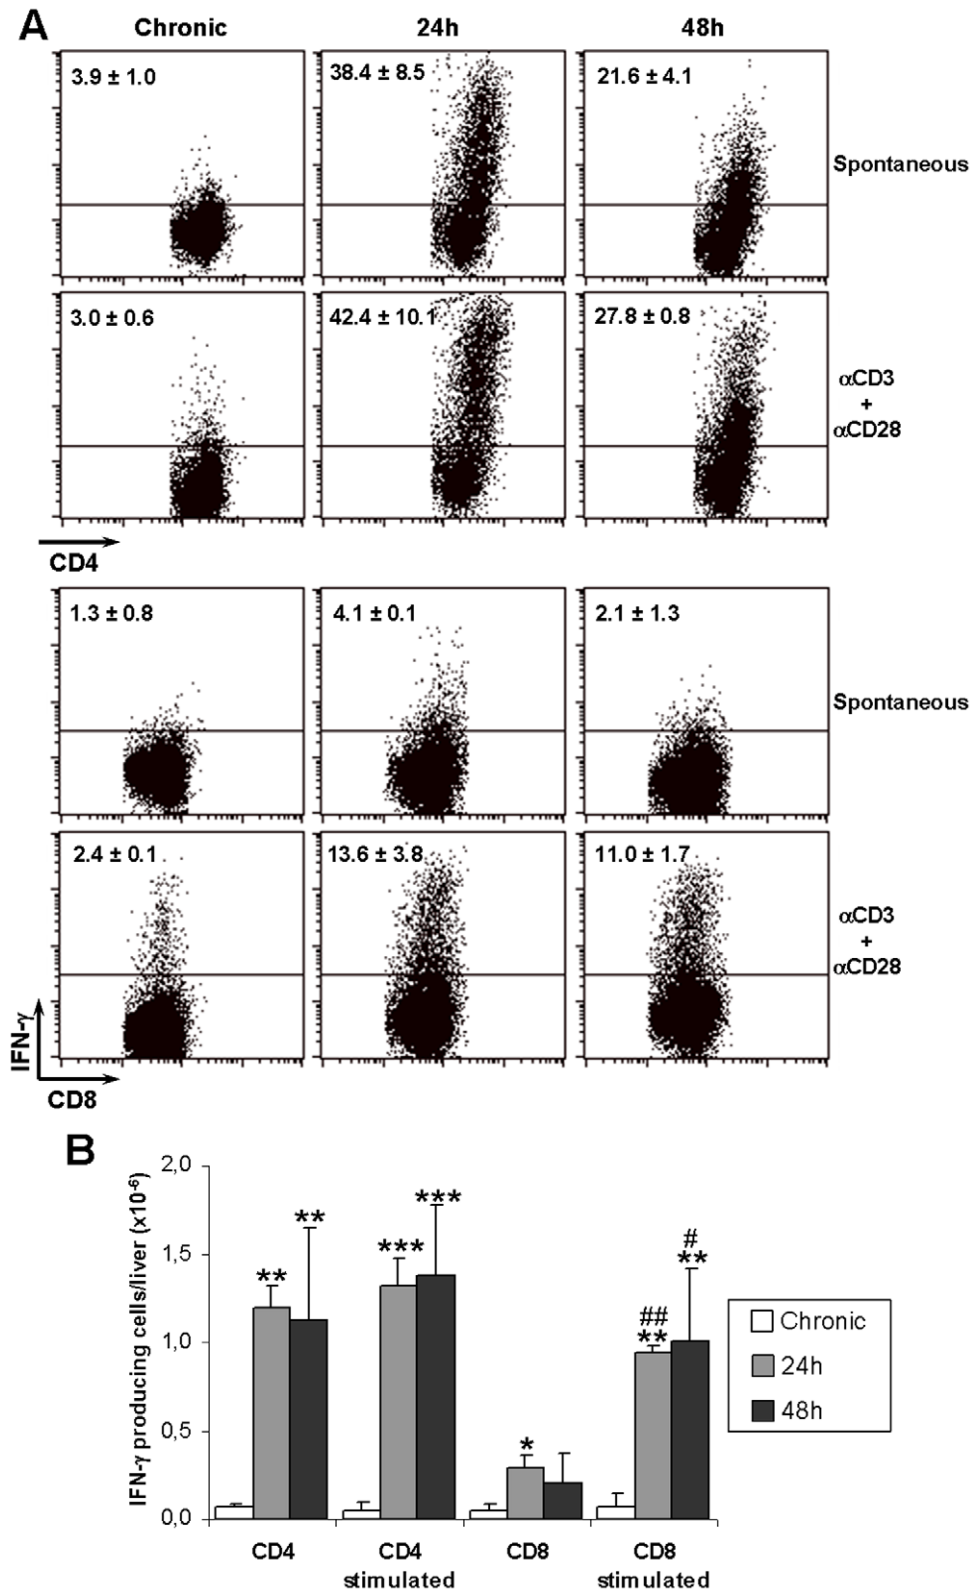 A
Chronic 24h 48h
3.9 ± 1.0 38.4 ± 8.5 21.6 ± 4.1
Spontaneous
3.0 ± 0.6 42.4 ± 10.1 27.8 ± 0.8
αCD3
+
αCD28
CD4
1.3 ± 0.8 4.1 ± 0.1 2.1 ± 1.3
Spontaneous
2.4 ± 0.1 13.6 ± 3.8 11.0 ± 1.7
αCD3
+
αCD28
IFN-γ
CD8
B
IFN-γ producing cells/liver (x10⁻⁶)
2,0
1,5
1,0
0,5
0,0
** **
*** ***
*
##
**
#
**
Chronic
24h
48h
CD4 CD4 CD8 CD8
stimulated stimulated